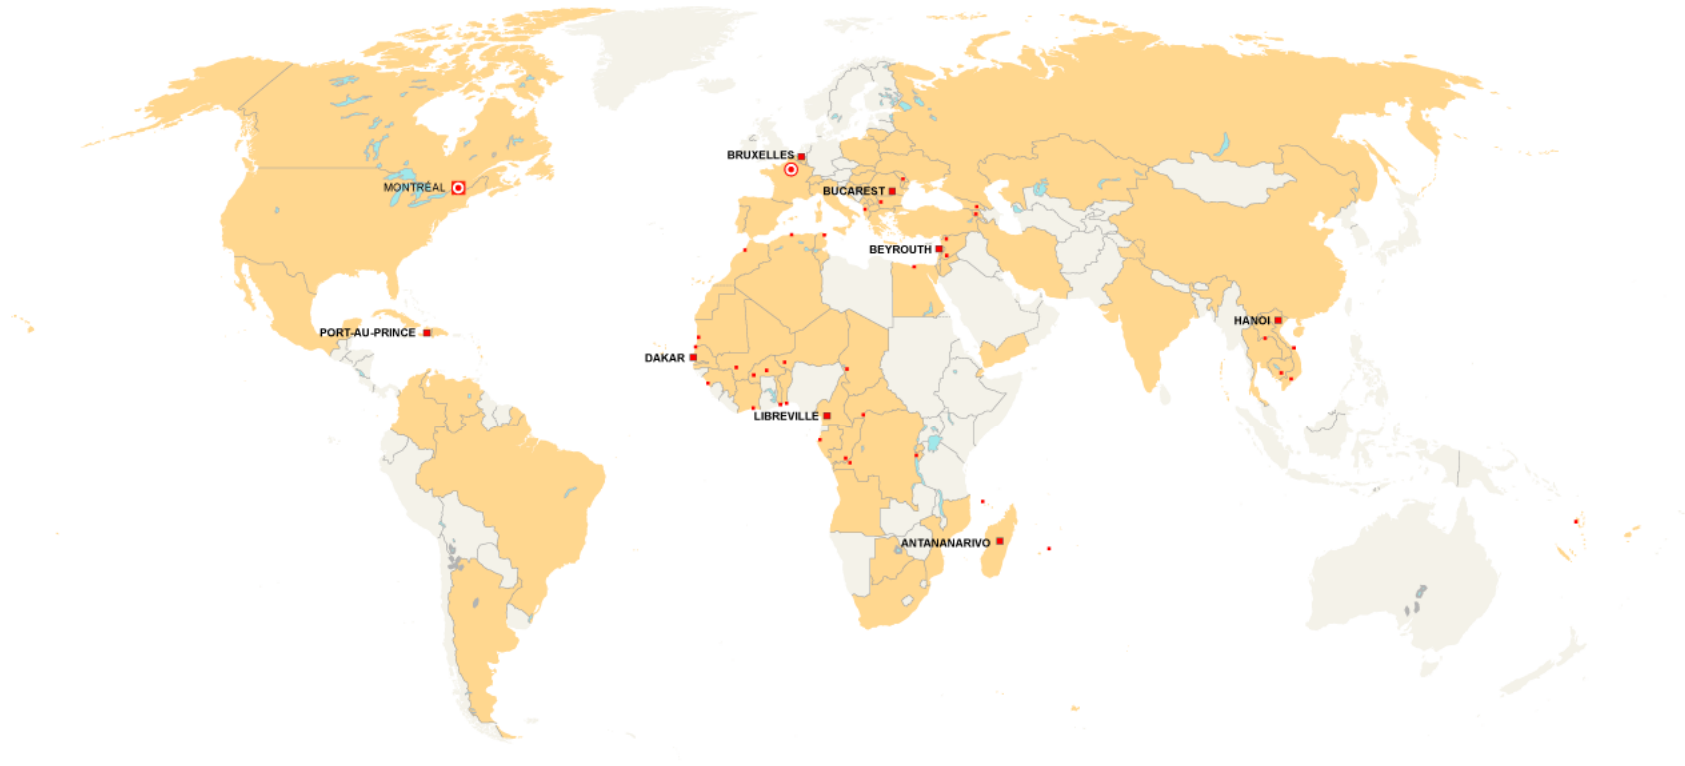 BRUXELLES
MONTRÉAL
BUCAREST
BEYROUTH
HANOI
PORT-AU-PRINCE
DAKAR
LIBREVILLE
ANTANANARIVO